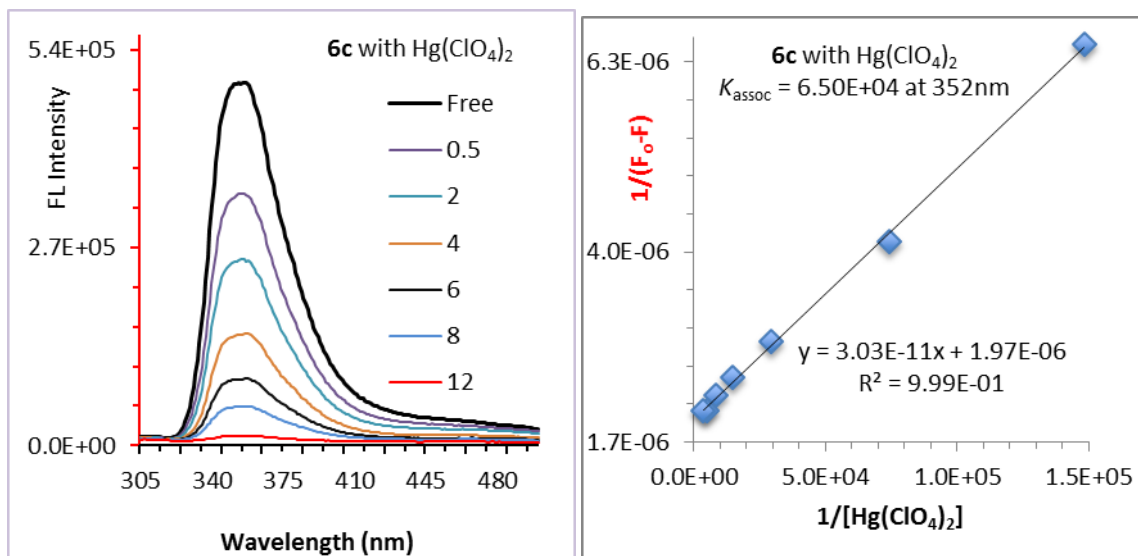 6c with Hg(ClO4)2
5.4E+05
2.7E+05
0.0E+00
FL Intensity
Free
0.5
2
4
6
8
12
305 340 375 410 445 480
Wavelength (nm)
6c with Hg(ClO4)2
Kassoc = 6.50E+04 at 352nm
6.3E-06
4.0E-06
1.7E-06
1/(Fo-F)
y = 3.03E-11x + 1.97E-06
R² = 9.99E-01
0.0E+00 5.0E+04 1.0E+05 1.5E+05
1/[Hg(ClO4)2]